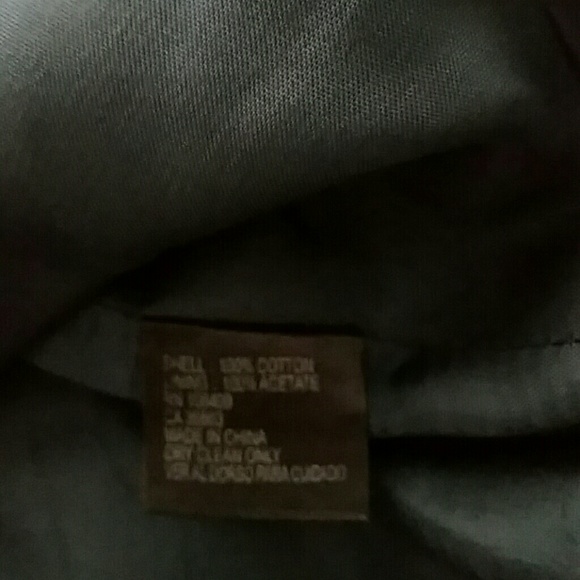 SHELL 100% COTTON
LINING 100% ACETATE
RN
CA
MADE IN CHINA
DRY CLEAN ONLY
VER AL DORSO PARA CUIDADO